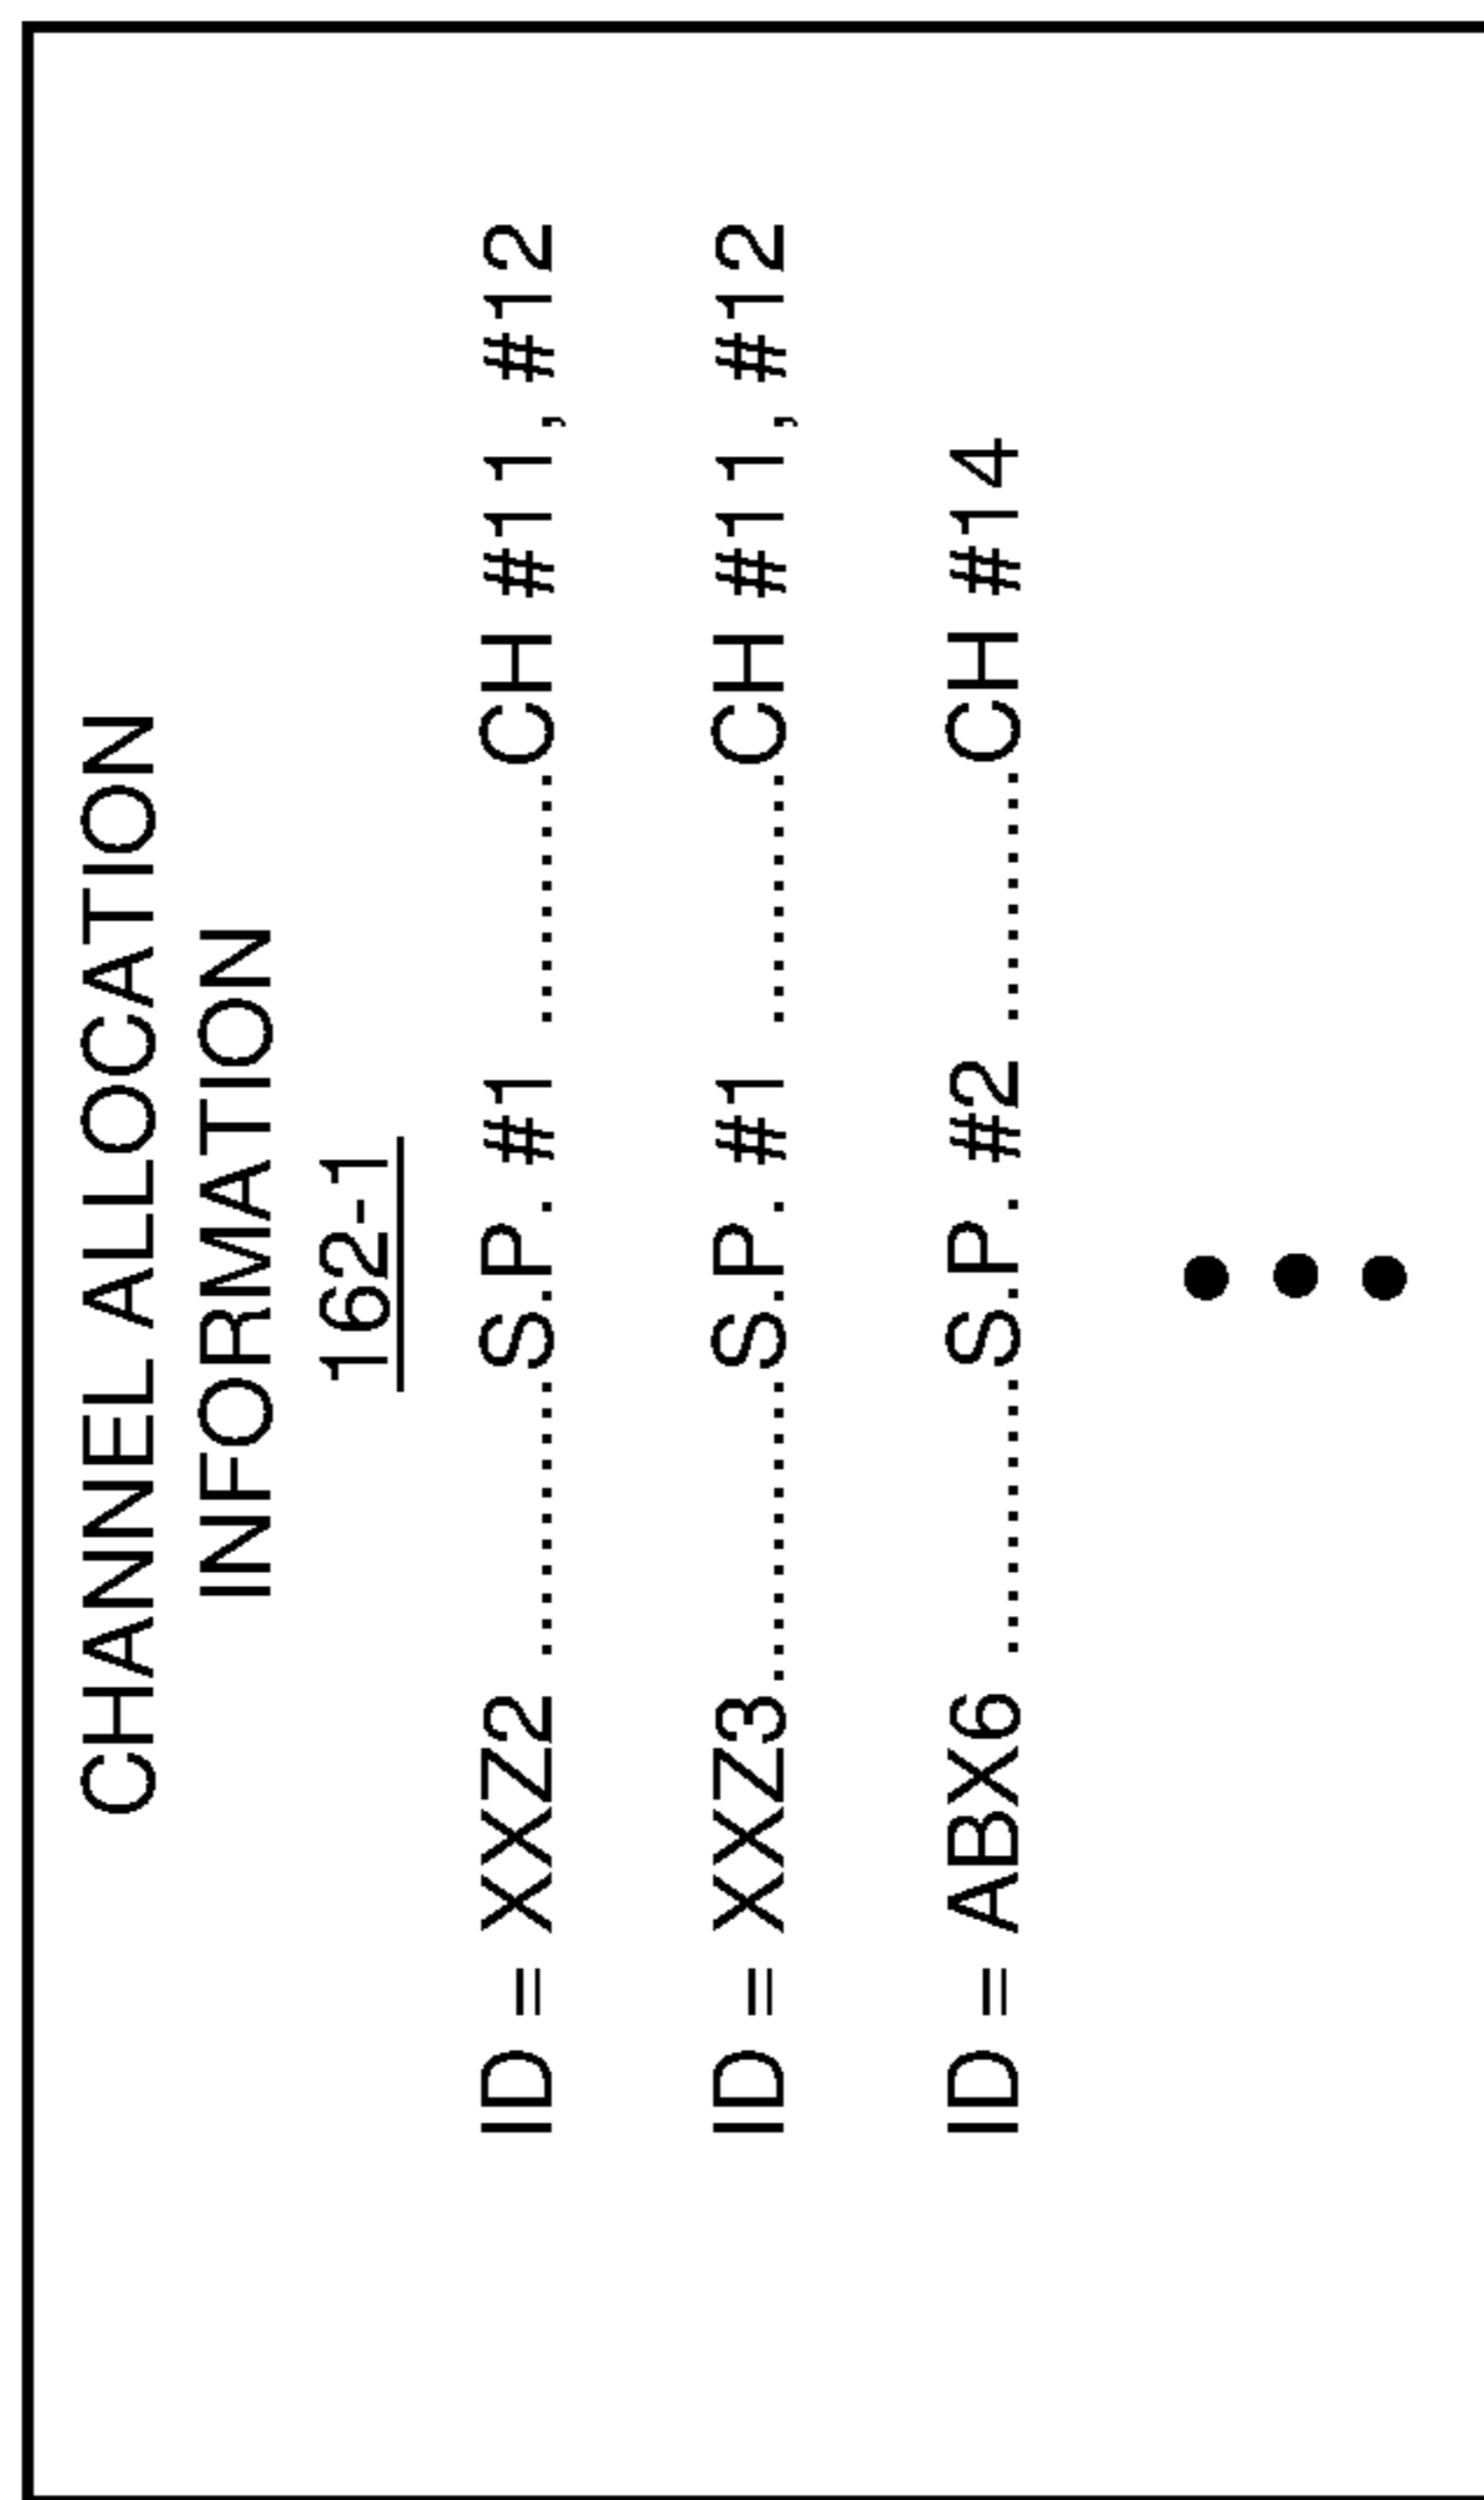 CHANNEL ALLOCATION
INFORMATION
162-1
ID = XXZ2 ...........S.P. #1 ..........CH #11, #12
ID = XXZ3............S.P. #1 ..........CH #11, #12
ID = ABX6 ...........S.P. #2 ..........CH #14